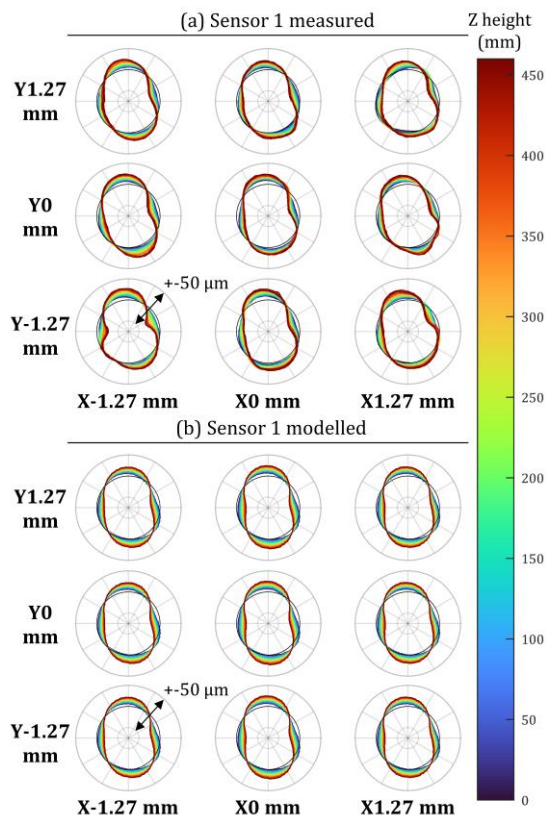 (a) Sensor 1 measured
Z height
(mm)
Y1.27
mm
Y0
mm
+-50 μm
Y-1.27
mm
X-1.27 mm X0 mm X1.27 mm
(b) Sensor 1 modelled
Y1.27
mm
Y0
mm
+-50 μm
Y-1.27
mm
X-1.27 mm X0 mm X1.27 mm
450
400
350
300
250
200
150
100
50
0